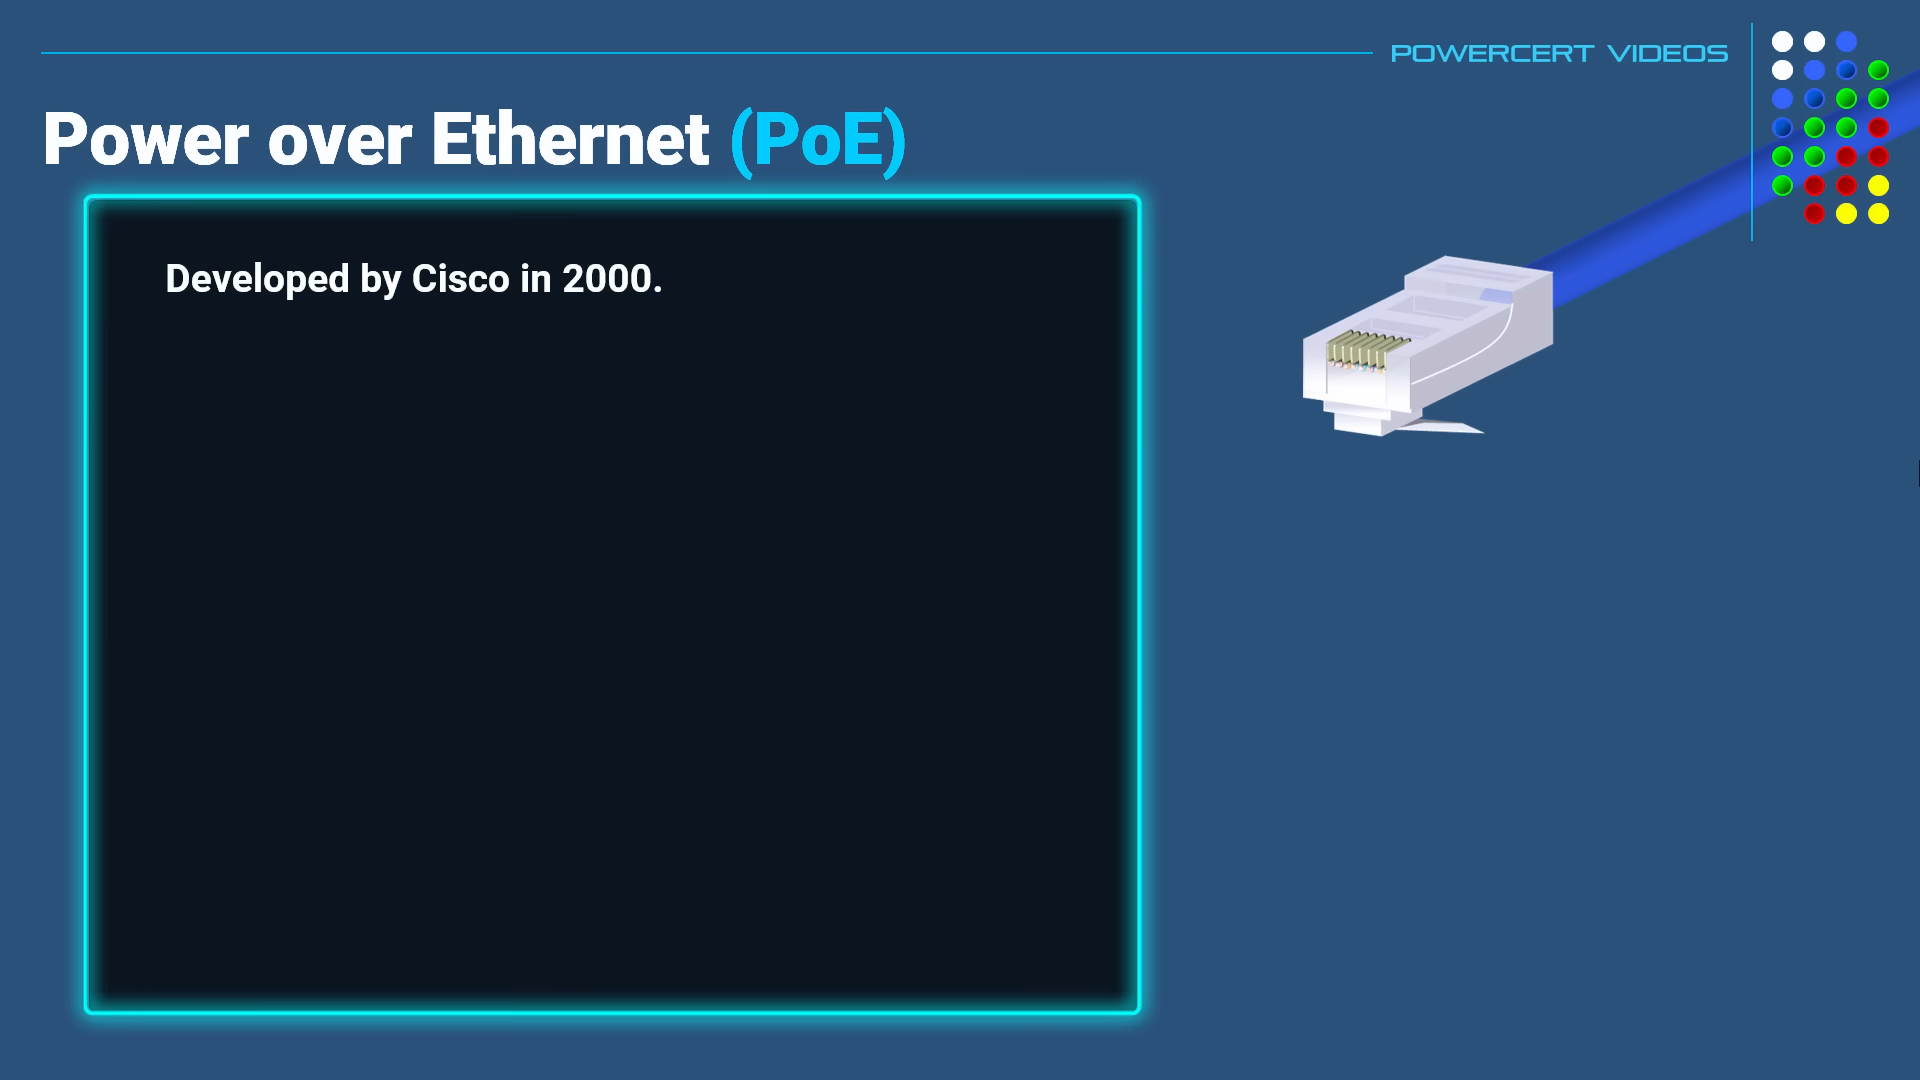 POWERCERT VIDEOS
Power over Ethernet (PoE)
Developed by Cisco in 2000.